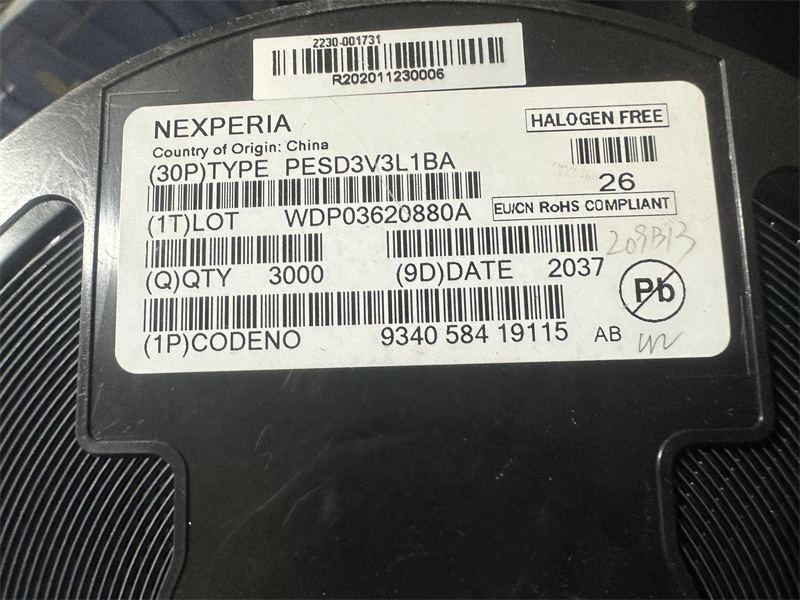 2230-001731
R202011230006
NEXPERIA
HALOGEN FREE
Country of Origin: China
(30P)TYPE PESD3V3L1BA
26
(1T)LOT WDP03620880A
EU/CN RoHS COMPLIANT
209B13
(Q)QTY 3000
(9D)DATE 2037
Pb
(1P)CODENO 9340 584 19115 AB